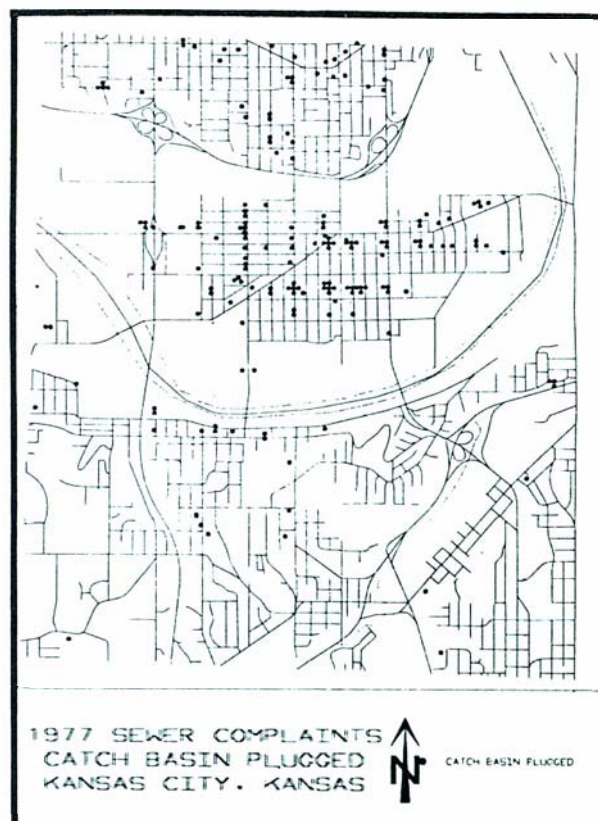 1977 SEWER COMPLAINTS
CATCH BASIN PLUGGED
KANSAS CITY, KANSAS
N
CATCH BASIN PLUGGED